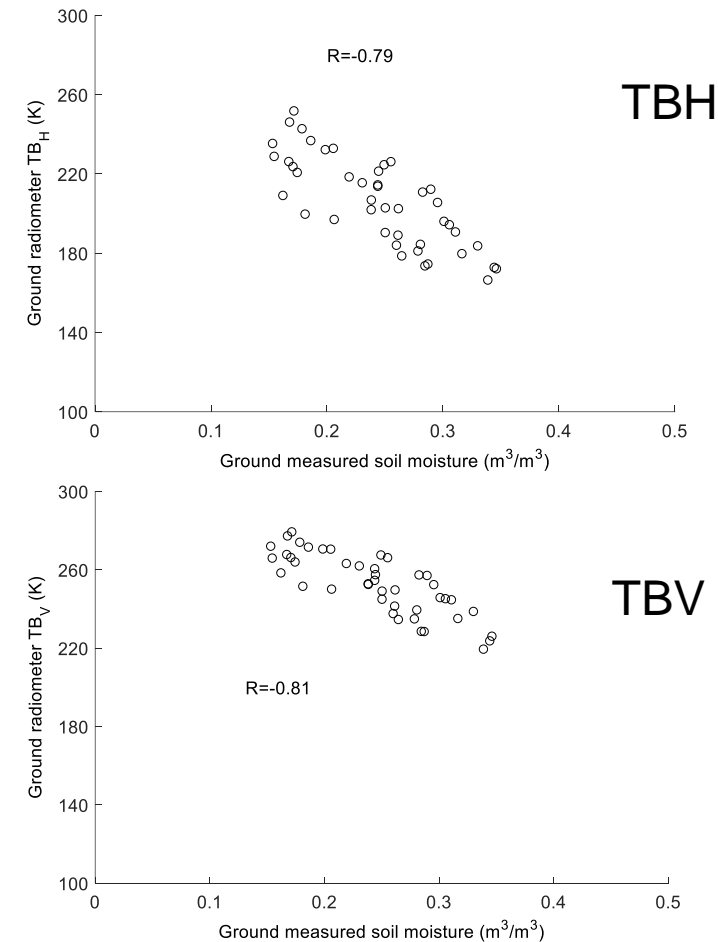 300
R=-0.79
260
TBH
220
180
140
100
0 0.1 0.2 0.3 0.4 0.5
Ground radiometer TB_H (K)
Ground measured soil moisture (m³/m³)
300
260
TBV
220
R=-0.81
180
140
100
0 0.1 0.2 0.3 0.4 0.5
Ground radiometer TB_V (K)
Ground measured soil moisture (m³/m³)